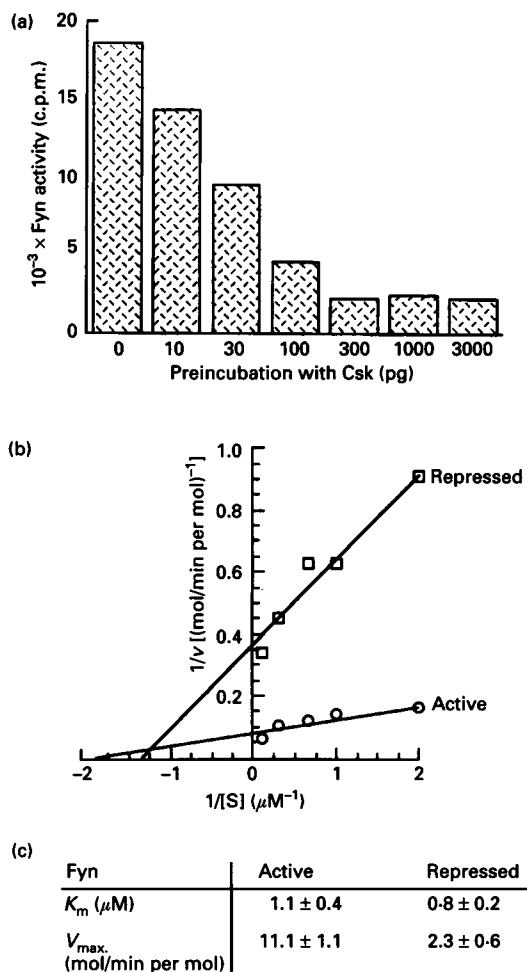 (a)
20
15
10
5
0
10⁻³ × Fyn activity (c.p.m.)
0 10 30 100 300 1000 3000
Preincubation with Csk (pg)
(b)
1.0
0.8
0.6
0.4
0.2
1/v [(mol/min per mol)⁻¹]
Repressed
Active
−2 −1 0 1 2
1/[S] (μM⁻¹)
(c)
Fyn Active Repressed
Kₘ (μM) 1.1 ± 0.4 0·8 ± 0.2
Vₘₐₓ. 11.1 ± 1.1 2.3 ± 0·6
(mol/min per mol)